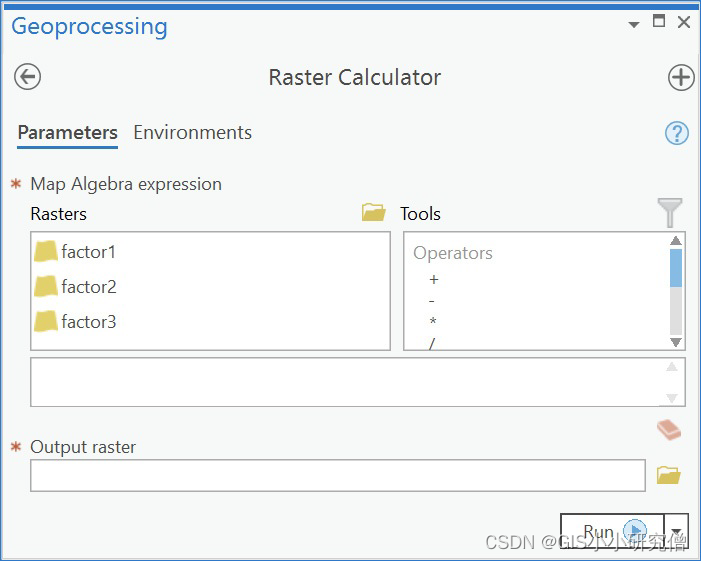 Geoprocessing
Raster Calculator
Parameters Environments
* Map Algebra expression
Rasters Tools
factor1
factor2
factor3
Operators
+
-
*
/
* Output raster
Run
CSDN @GIS小小研究僧